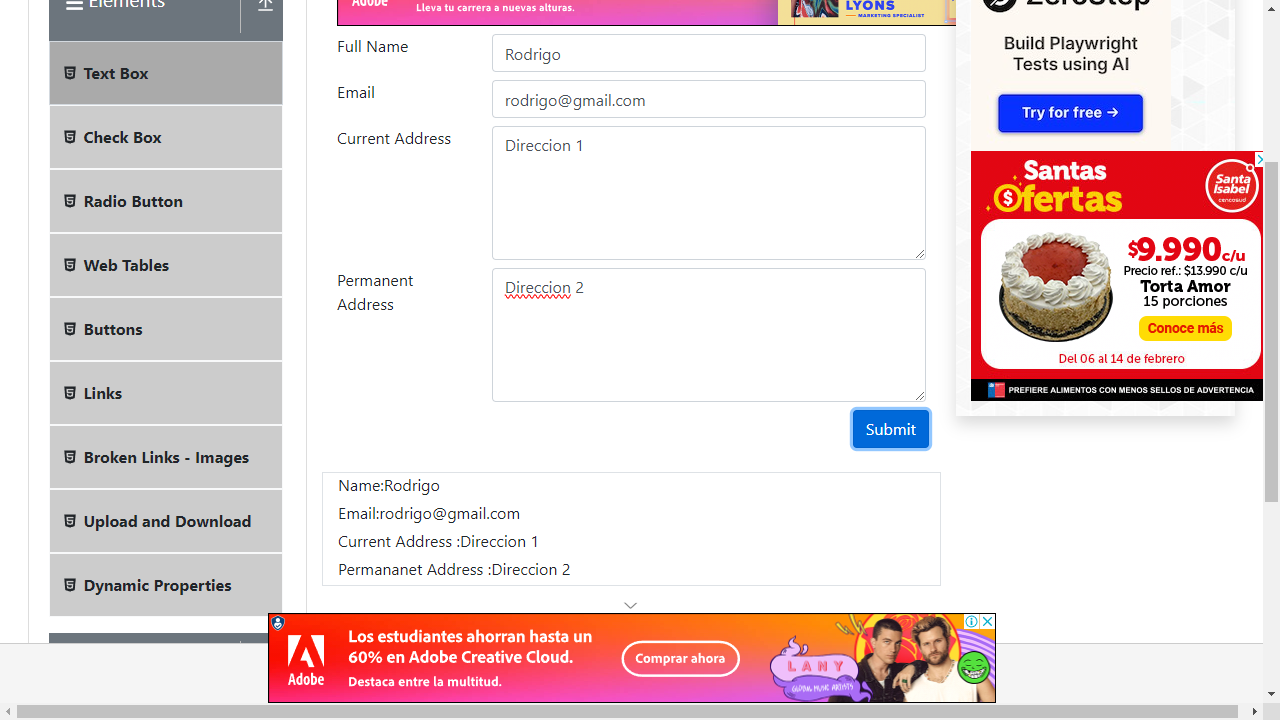 Elements
Text Box
Check Box
Radio Button
Web Tables
Buttons
Links
Broken Links - Images
Upload and Download
Dynamic Properties
Adobe
Lleva tu carrera a nuevas alturas.
LYONS
MARKETING SPECIALIST
Full Name
Rodrigo
Email
rodrigo@gmail.com
Current Address
Direccion 1
Permanent
Address
Direccion 2
Submit
Name:Rodrigo
Email:rodrigo@gmail.com
Current Address :Direccion 1
Permananet Address :Direccion 2
ZeroStep
Build Playwright
Tests using AI
Try for free →
Santas
Ofertas
Santa
Isabel
cencosud
$9.990 c/u
Precio ref.: $13.990 c/u
Torta Amor
15 porciones
Conoce más
Del 06 al 14 de febrero
PREFIERE ALIMENTOS CON MENOS SELLOS DE ADVERTENCIA
Adobe
Los estudiantes ahorran hasta un
60% en Adobe Creative Cloud.
Destaca entre la multitud.
Comprar ahora
LANY
GLOBAL MUSIC ARTISTS